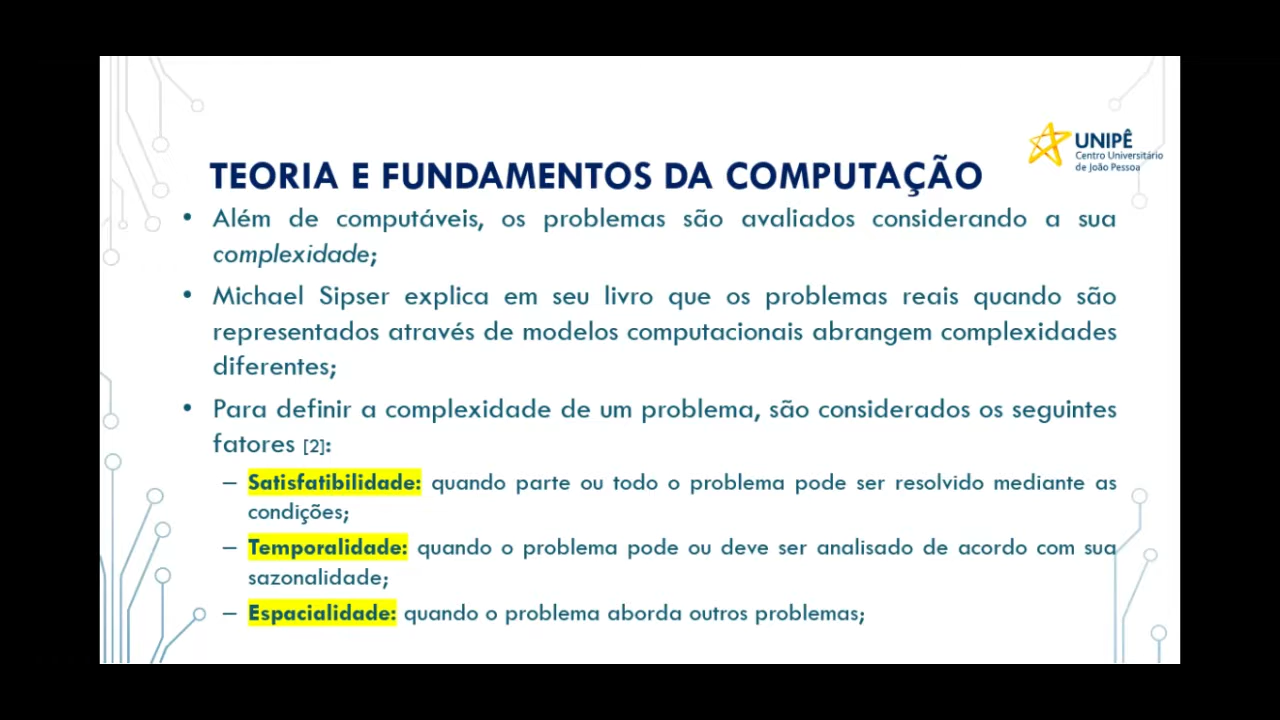 UNIPÊ
Centro Universitário
de João Pessoa
TEORIA E FUNDAMENTOS DA COMPUTAÇÃO
• Além de computáveis, os problemas são avaliados considerando a sua
complexidade;
• Michael Sipser explica em seu livro que os problemas reais quando são
representados através de modelos computacionais abrangem complexidades
diferentes;
• Para definir a complexidade de um problema, são considerados os seguintes
fatores [2]:
– Satisfatibilidade: quando parte ou todo o problema pode ser resolvido mediante as
condições;
– Temporalidade: quando o problema pode ou deve ser analisado de acordo com sua
sazonalidade;
– Espacialidade: quando o problema aborda outros problemas;